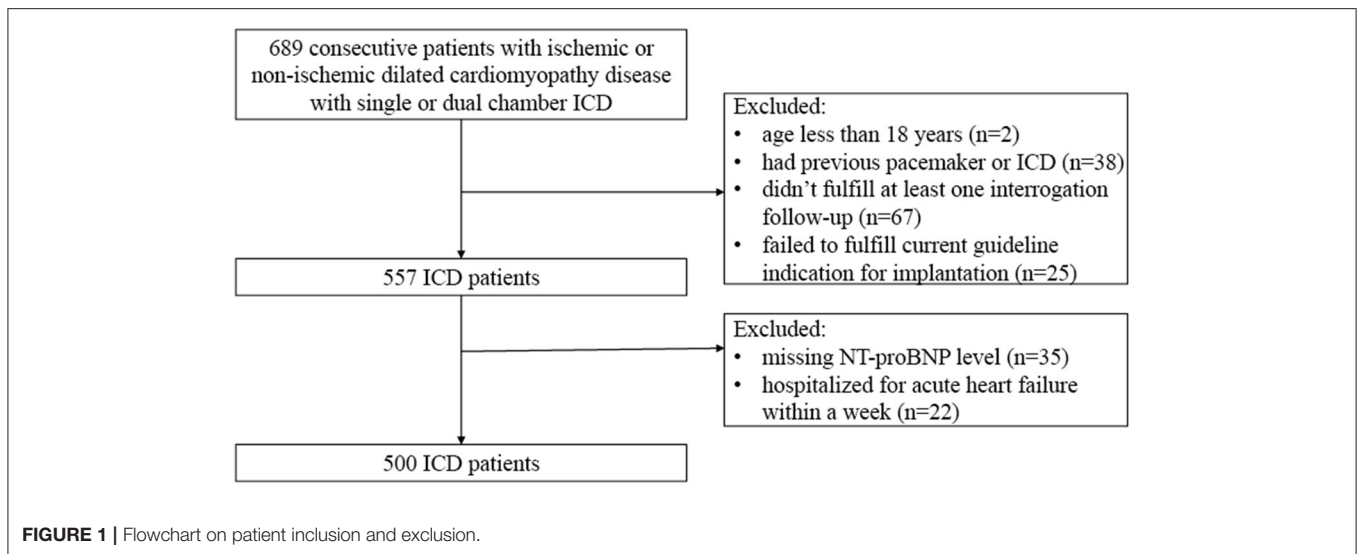 689 consecutive patients with ischemic or
non-ischemic dilated cardiomyopathy disease
with single or dual chamber ICD
Excluded:
• age less than 18 years (n=2)
• had previous pacemaker or ICD (n=38)
• didn’t fulfill at least one interrogation
follow-up (n=67)
• failed to fulfill current guideline
indication for implantation (n=25)
557 ICD patients
Excluded:
• missing NT-proBNP level (n=35)
• hospitalized for acute heart failure
within a week (n=22)
500 ICD patients
FIGURE 1 | Flowchart on patient inclusion and exclusion.